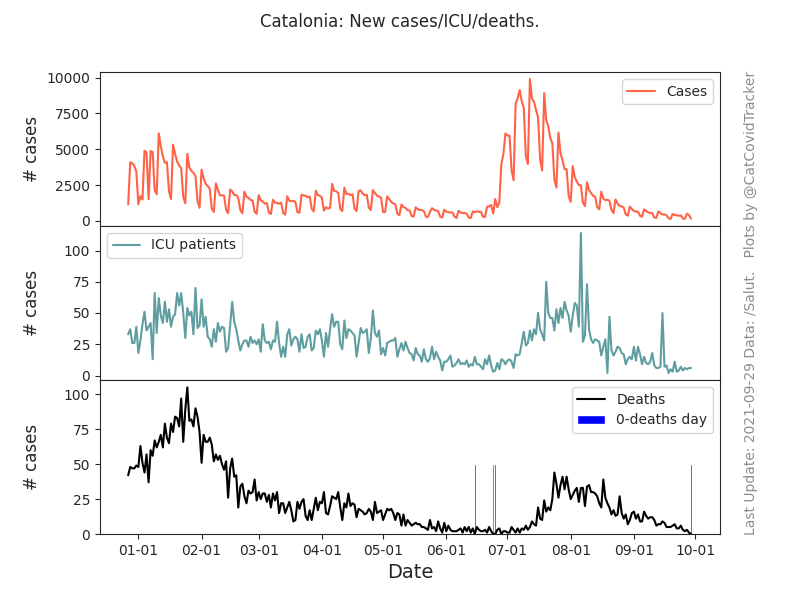 Catalonia: New cases/ICU/deaths.
# cases
10000
7500
5000
2500
0
Cases
# cases
100
75
50
25
0
ICU patients
# cases
100
75
50
25
0
Deaths
0-deaths day
01-01 02-01 03-01 04-01 05-01 06-01 07-01 08-01 09-01 10-01
Date
Last Update: 2021-09-29 Data: /Salut. Plots by @CatCovidTracker